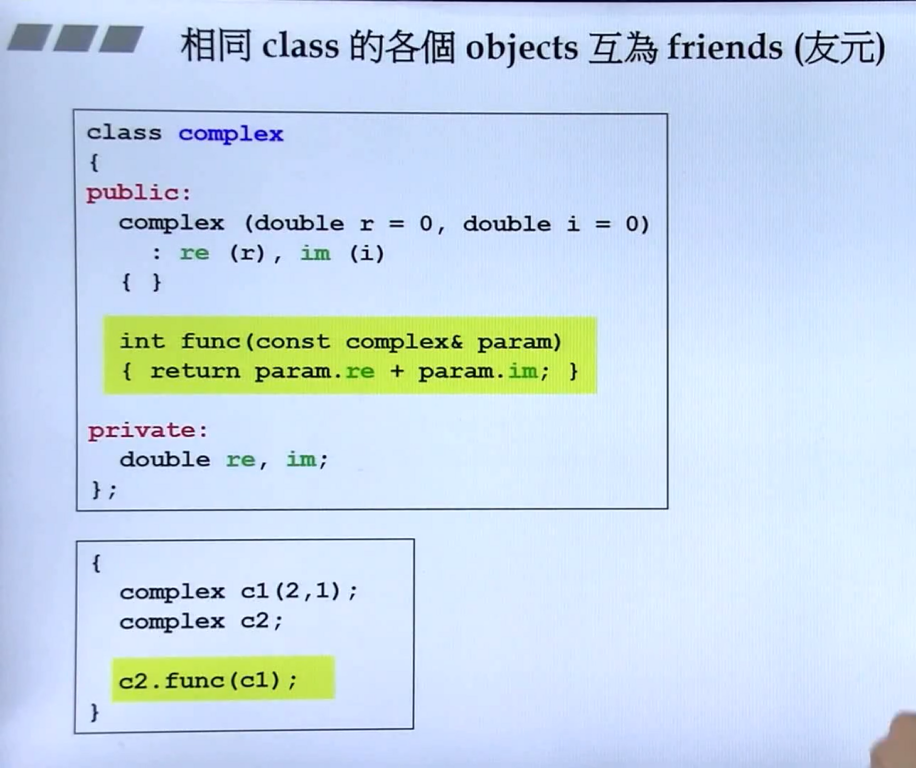 相同 class 的各個 objects 互為 friends (友元)
class complex
{
public:
complex (double r = 0, double i = 0)
: re (r), im (i)
{ }
int func(const complex& param)
{ return param.re + param.im; }
private:
double re, im;
};
{
complex c1(2,1);
complex c2;
c2.func(c1);
}